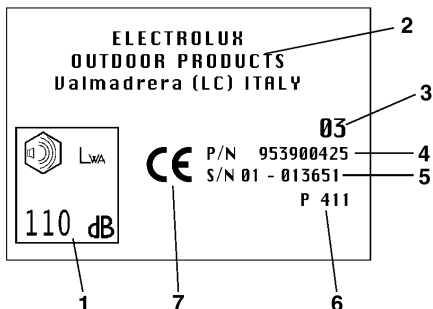 ELECTROLUX
OUTDOOR PRODUCTS
Valmadrera (LC) ITALY
2
3
03
LWA
CE
P/N 953900425
4
S/N 01 - 013651
5
P 411
110 dB
1
7
6